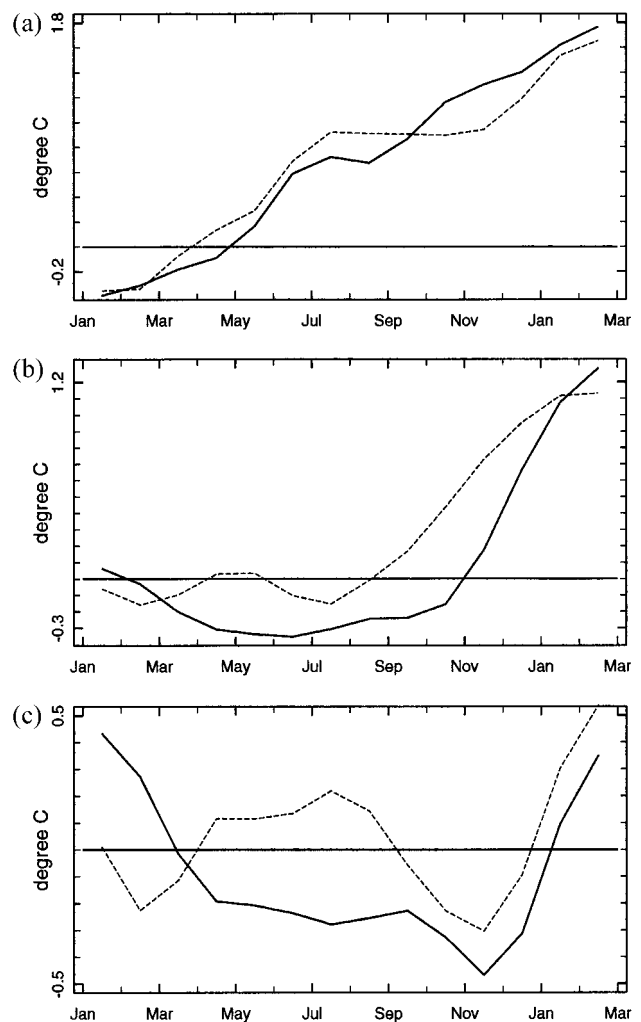 (a)
1.8
degree C
-0.2
Jan Mar May Jul Sep Nov Jan Mar
(b)
1.2
degree C
-0.3
Jan Mar May Jul Sep Nov Jan Mar
(c)
0.5
degree C
-0.5
Jan Mar May Jul Sep Nov Jan Mar